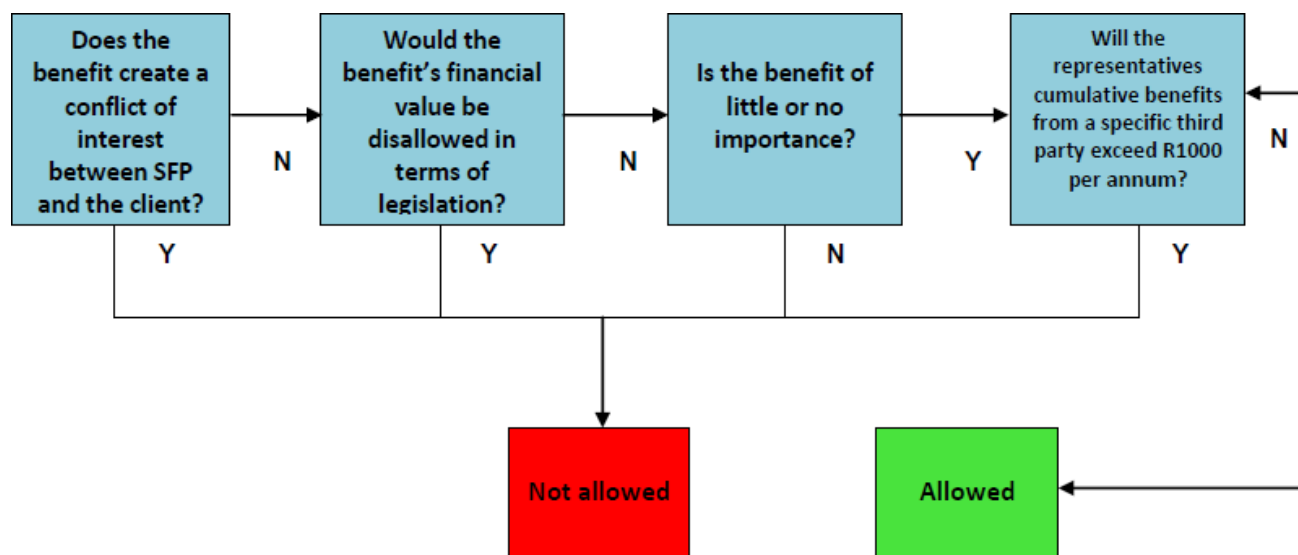 Does the
benefit create a
conflict of
interest
between SFP
and the client?
Y
N
Would the
benefit's financial
value be
disallowed in
terms of
legislation?
Y
N
Is the benefit of
little or no
importance?
N
Y
Will the
representatives
cumulative benefits
from a specific third
party exceed R1000
per annum?
Y
N
Not allowed
Allowed